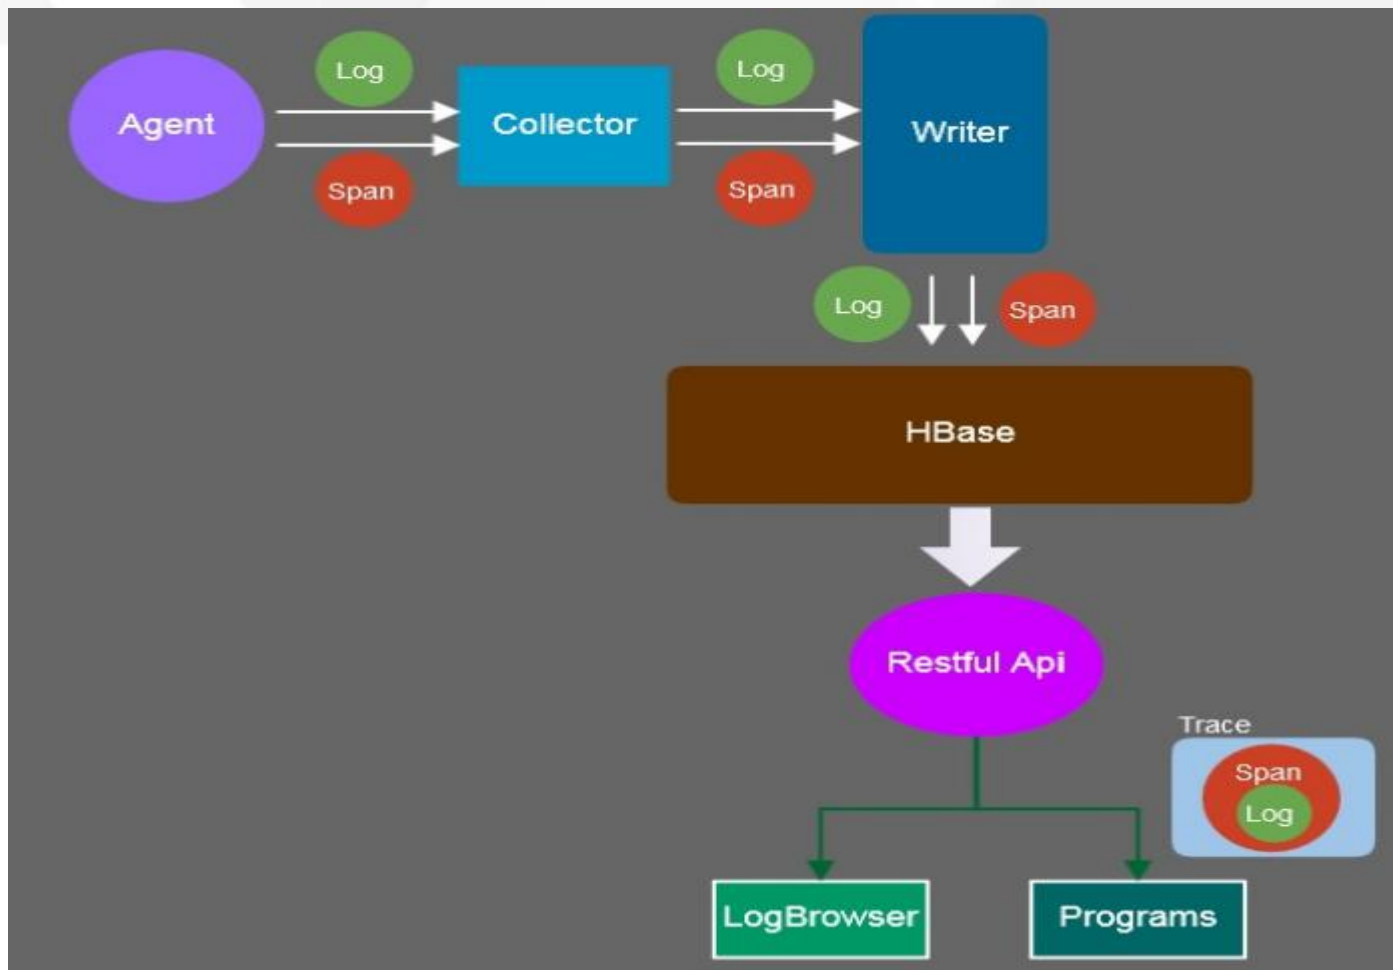 Log
Log
Agent
Collector
Writer
Span
Span
Log
Span
HBase
Restful Api
Trace
Span
Log
LogBrowser
Programs